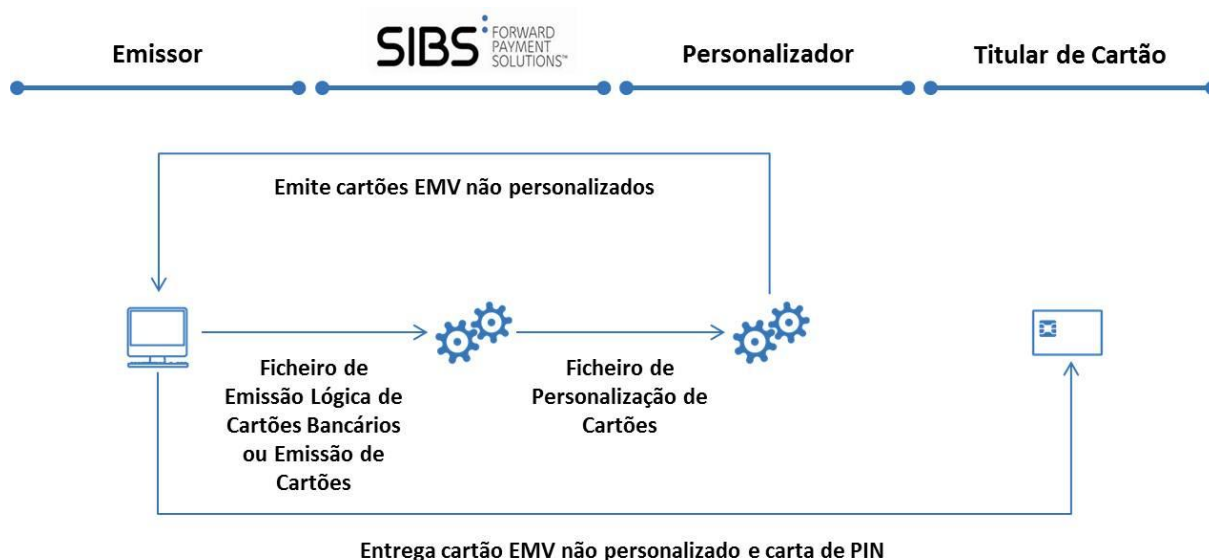 Emissor
SIBS
FORWARD
PAYMENT
SOLUTIONS™
Personalizador
Titular de Cartão
Emite cartões EMV não personalizados
Ficheiro de
Emissão Lógica de
Cartões Bancários
ou Emissão de
Cartões
Ficheiro de
Personalização de
Cartões
Entrega cartão EMV não personalizado e carta de PIN